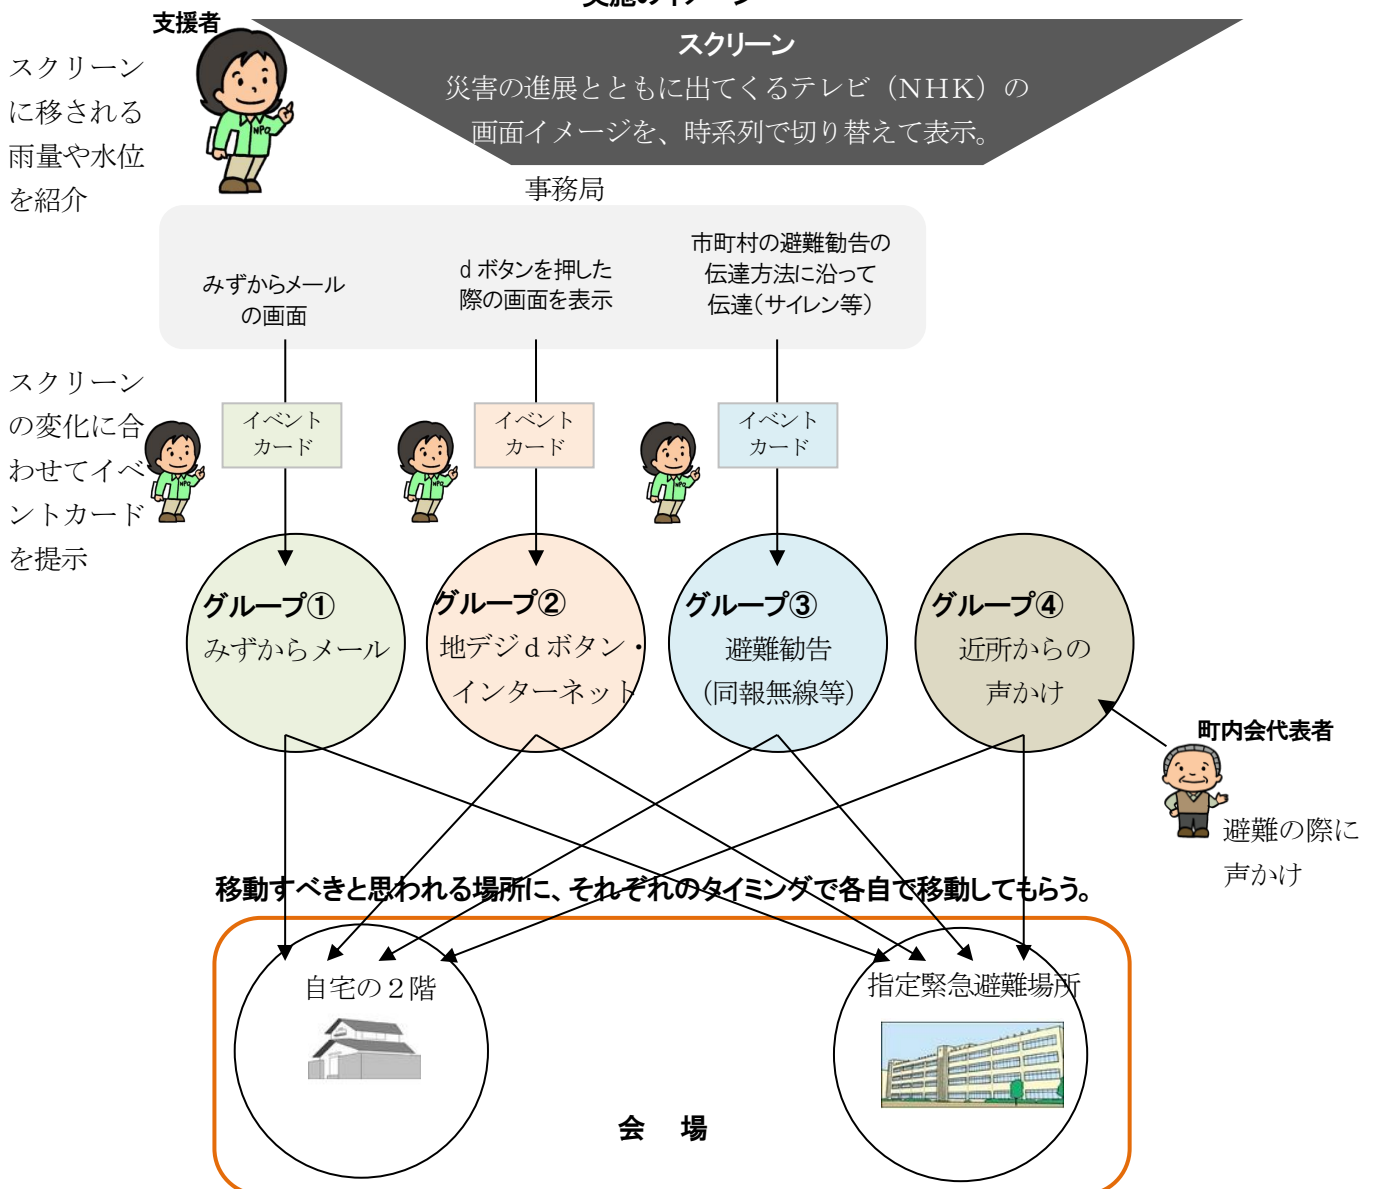 支援者
スクリーン
に移される
雨量や水位
を紹介
NPO
スクリーン
災害の進展とともに出てくるテレビ（NHK）の
画面イメージを、時系列で切り替えて表示。
事務局
みずからメール
の画面
dボタンを押した
際の画面を表示
市町村の避難勧告の
伝達方法に沿って
伝達(サイレン等)
スクリーン
の変化に合
わせてイベ
ントカード
を提示
NPO
イベント
カード
NPO
イベント
カード
NPO
イベント
カード
グループ①
みずからメール
グループ②
地デジdボタン・
インターネット
グループ③
避難勧告
(同報無線等)
グループ④
近所からの
声かけ
町内会代表者
避難の際に
声かけ
移動すべきと思われる場所に、それぞれのタイミングで各自で移動してもらう。
自宅の２階
指定緊急避難場所
会　場